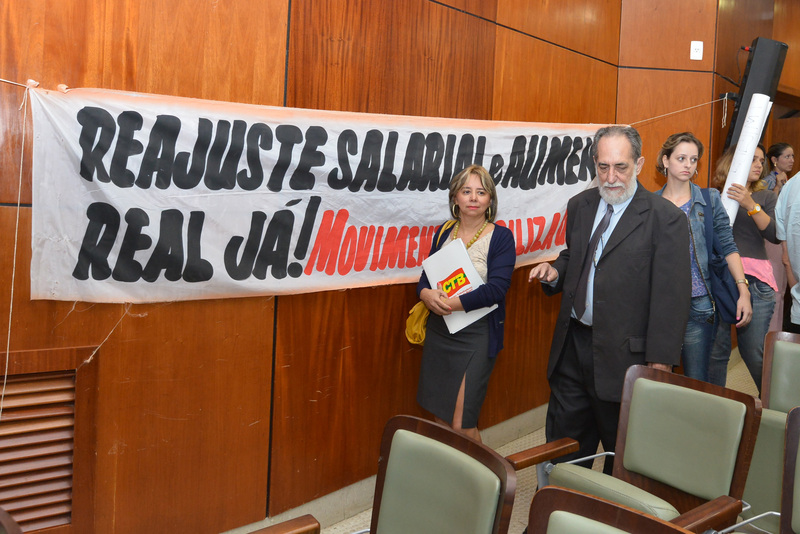 REAJUSTE SALARIAL e AUMEN
REAL JÁ! MOVIMEN
CTB